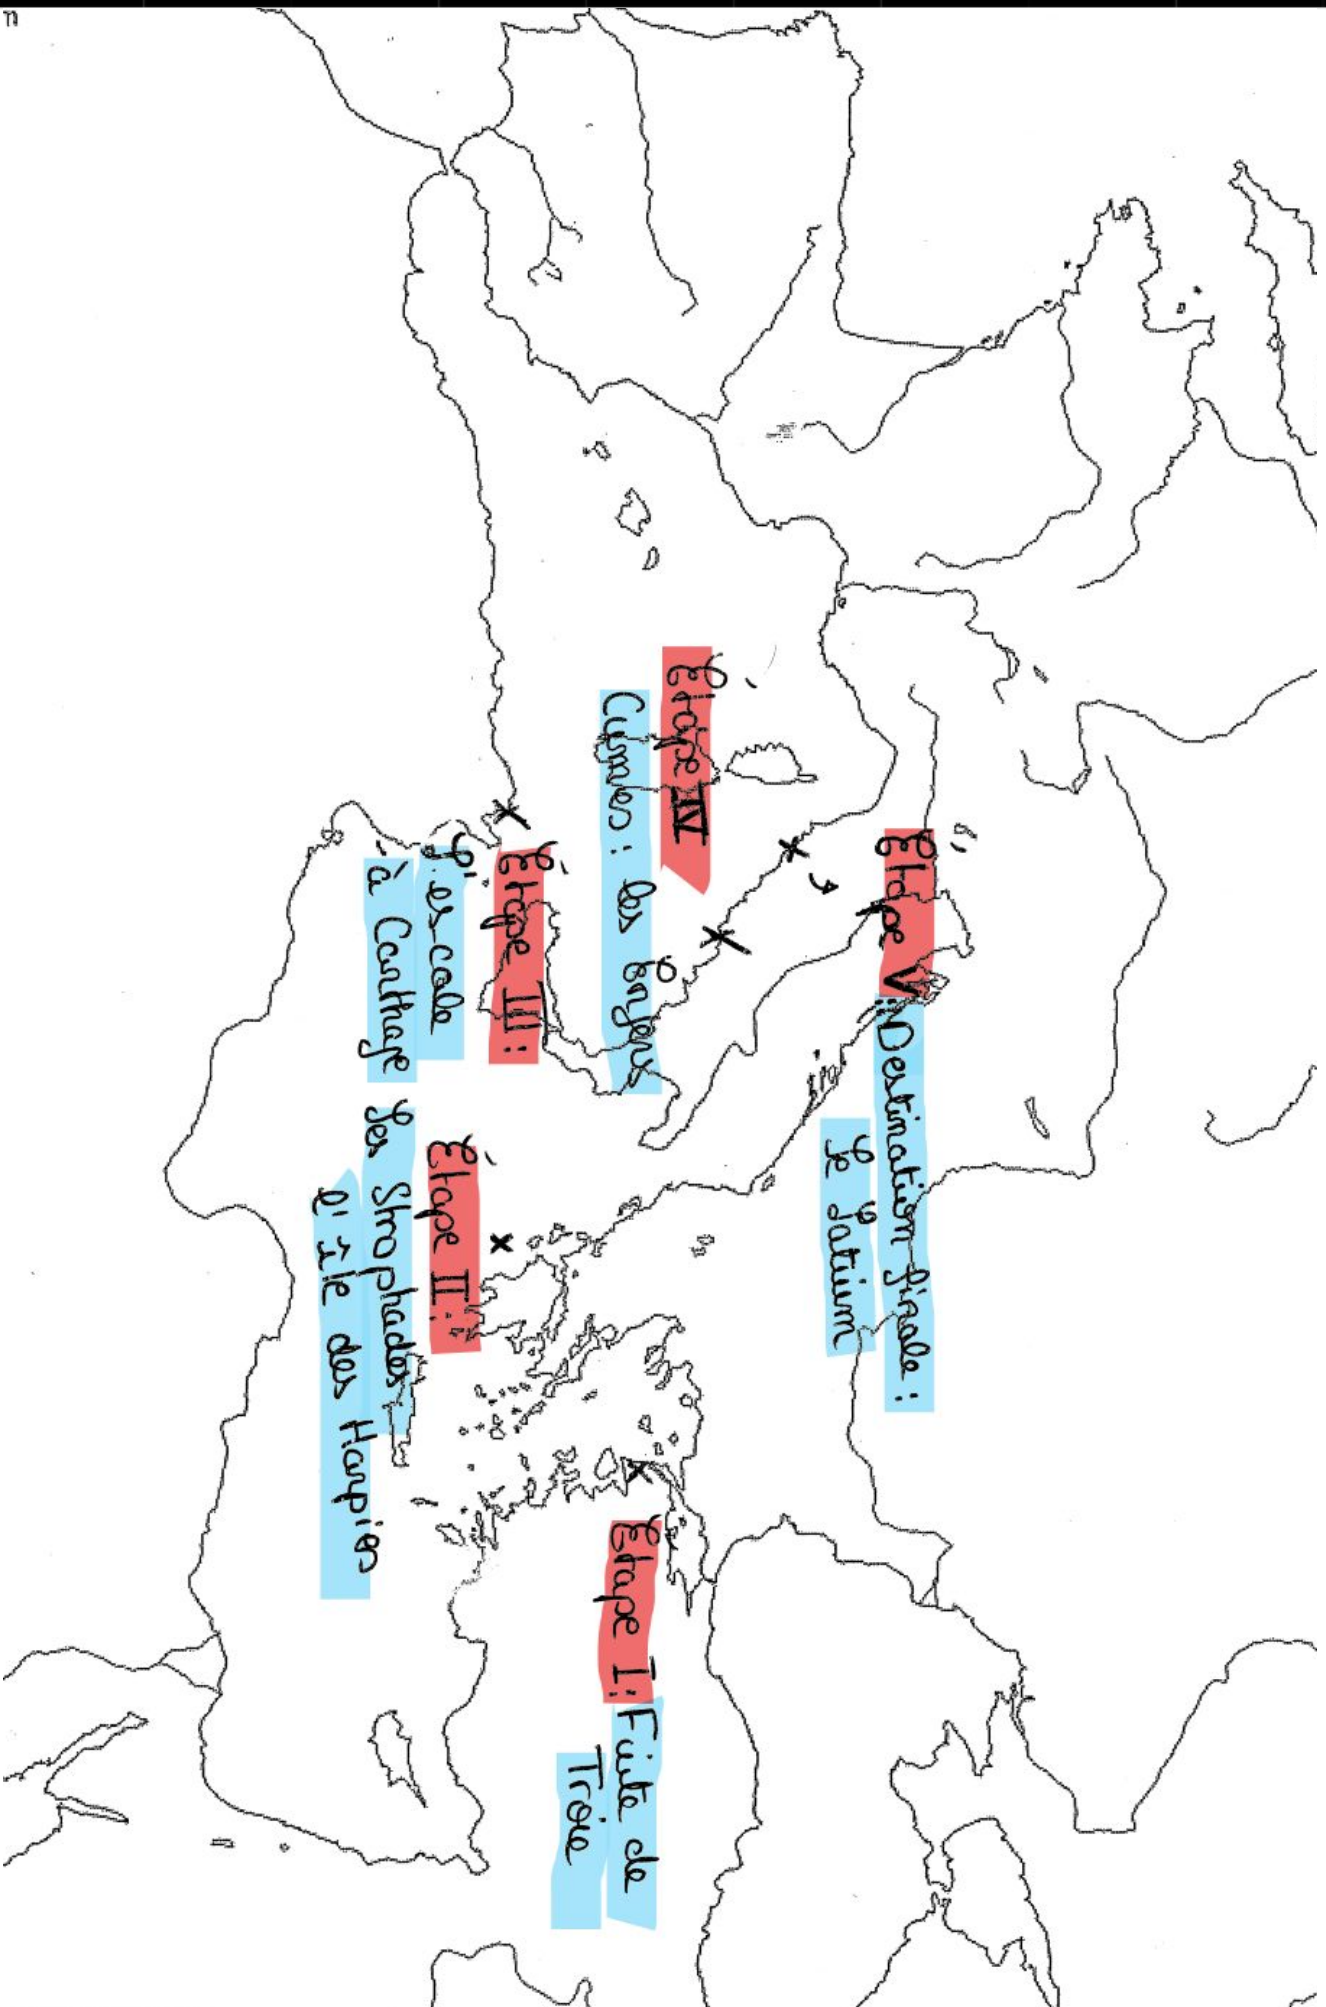 Étape I: Fuite de
Troie
Étape II:
Les Strophades
l'île des Harpies
Étape III:
L'escale
à Carthage
Étape IV
Cumes: les Enfers
Étape V: Destination finale:
Le Latium